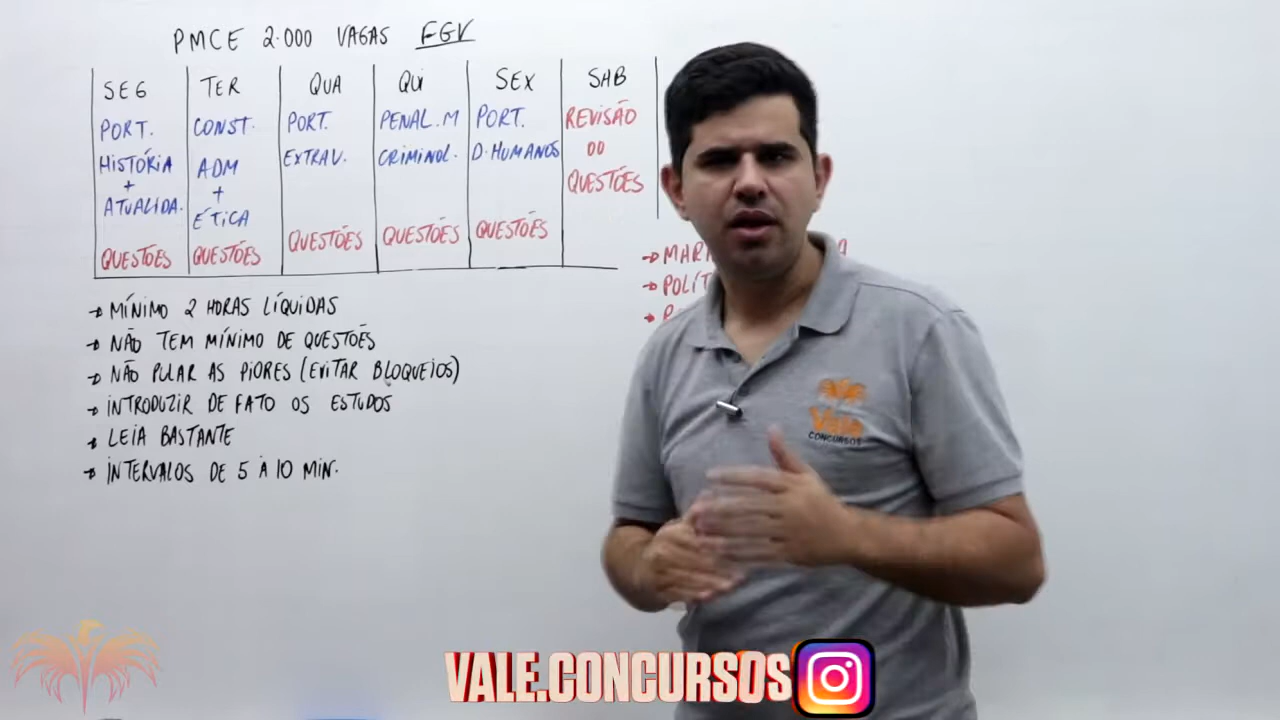 PMCE 2.000 VAGAS FGV
SEG TER QUA QUI SEX SAB
PORT. CONST. PORT. PENAL.M PORT. REVISÃO
HISTÓRIA ADM EXTRAV. CRIMINOL. D.HUMANOS DO
+ + QUESTÕES
ATUALIDA. ÉTICA
QUESTÕES QUESTÕES QUESTÕES QUESTÕES QUESTÕES
→ MÍNIMO 2 HORAS LÍQUIDAS
→ NÃO TEM MÍNIMO DE QUESTÕES
→ NÃO PULAR AS PIORES (EVITAR BLOQUEIOS)
→ INTRODUZIR DE FATO OS ESTUDOS
→ LEIA BASTANTE
→ INTERVALOS DE 5 À 10 MIN.
Vale
CONCURSOS
VALE.CONCURSOS